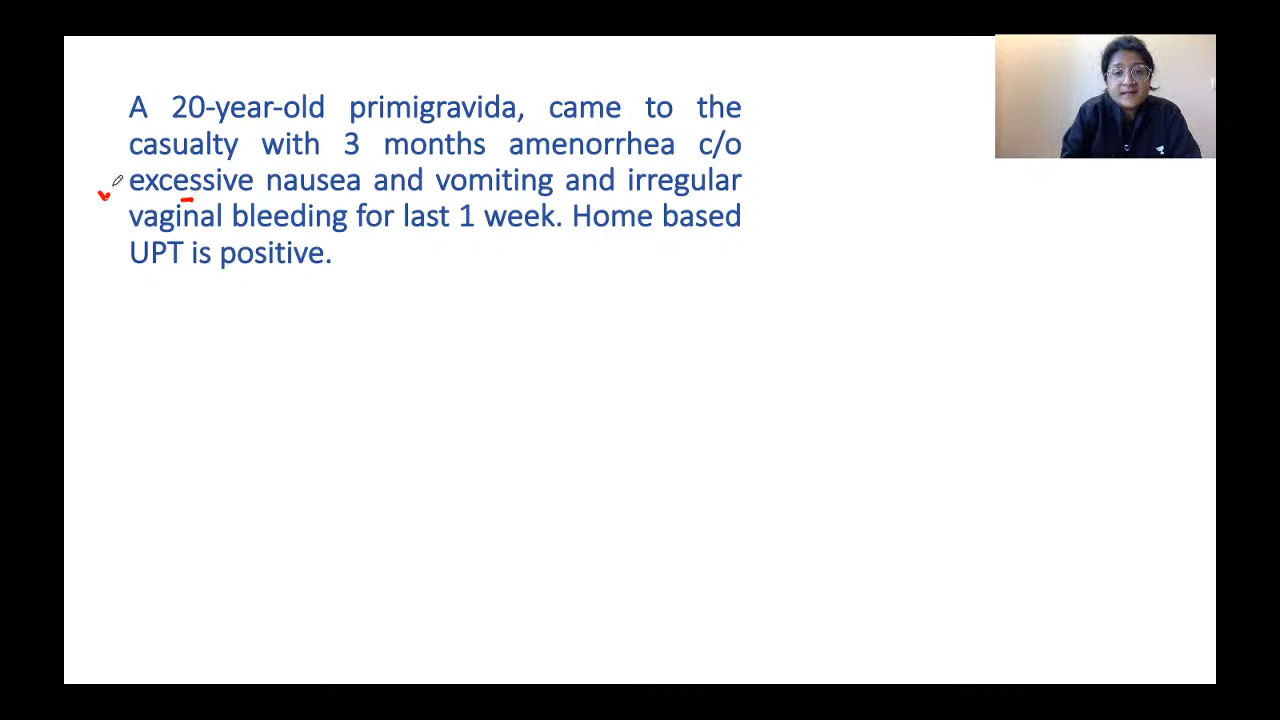 A 20-year-old primigravida, came to the
casualty with 3 months amenorrhea c/o
excessive nausea and vomiting and irregular
vaginal bleeding for last 1 week. Home based
UPT is positive.